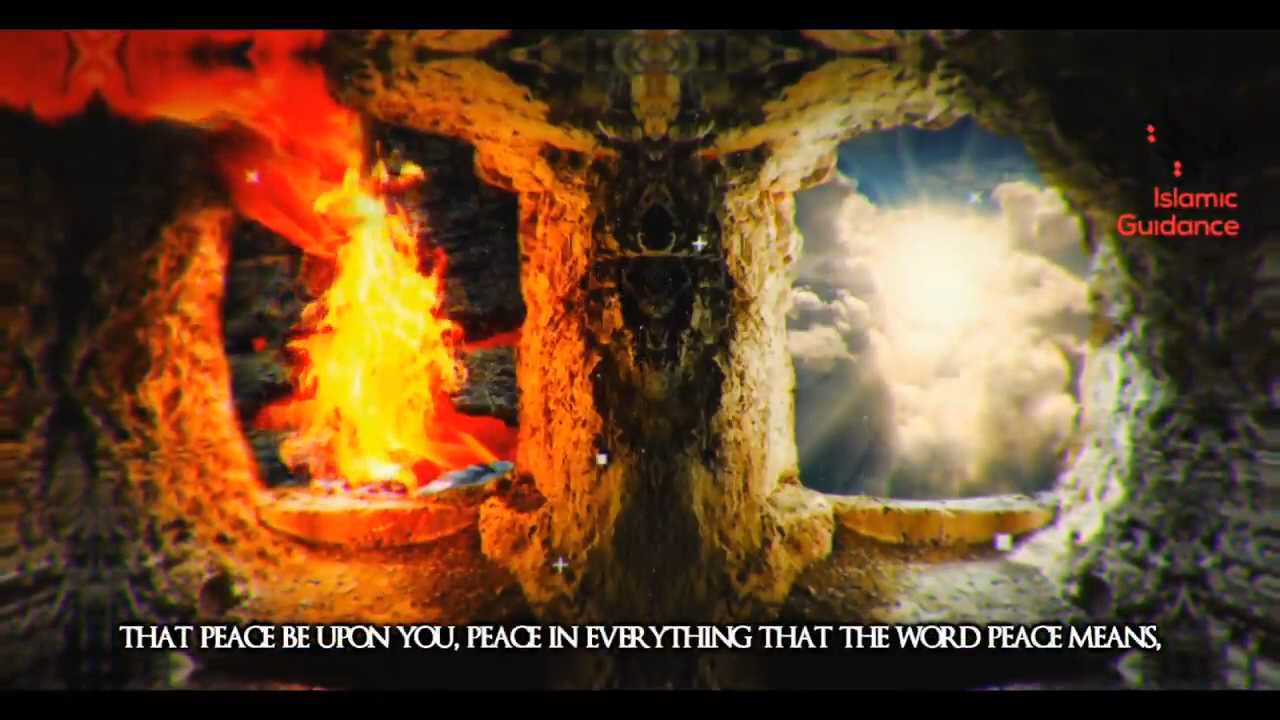 Islamic
Guidance
THAT PEACE BE UPON YOU, PEACE IN EVERYTHING THAT THE WORD PEACE MEANS,